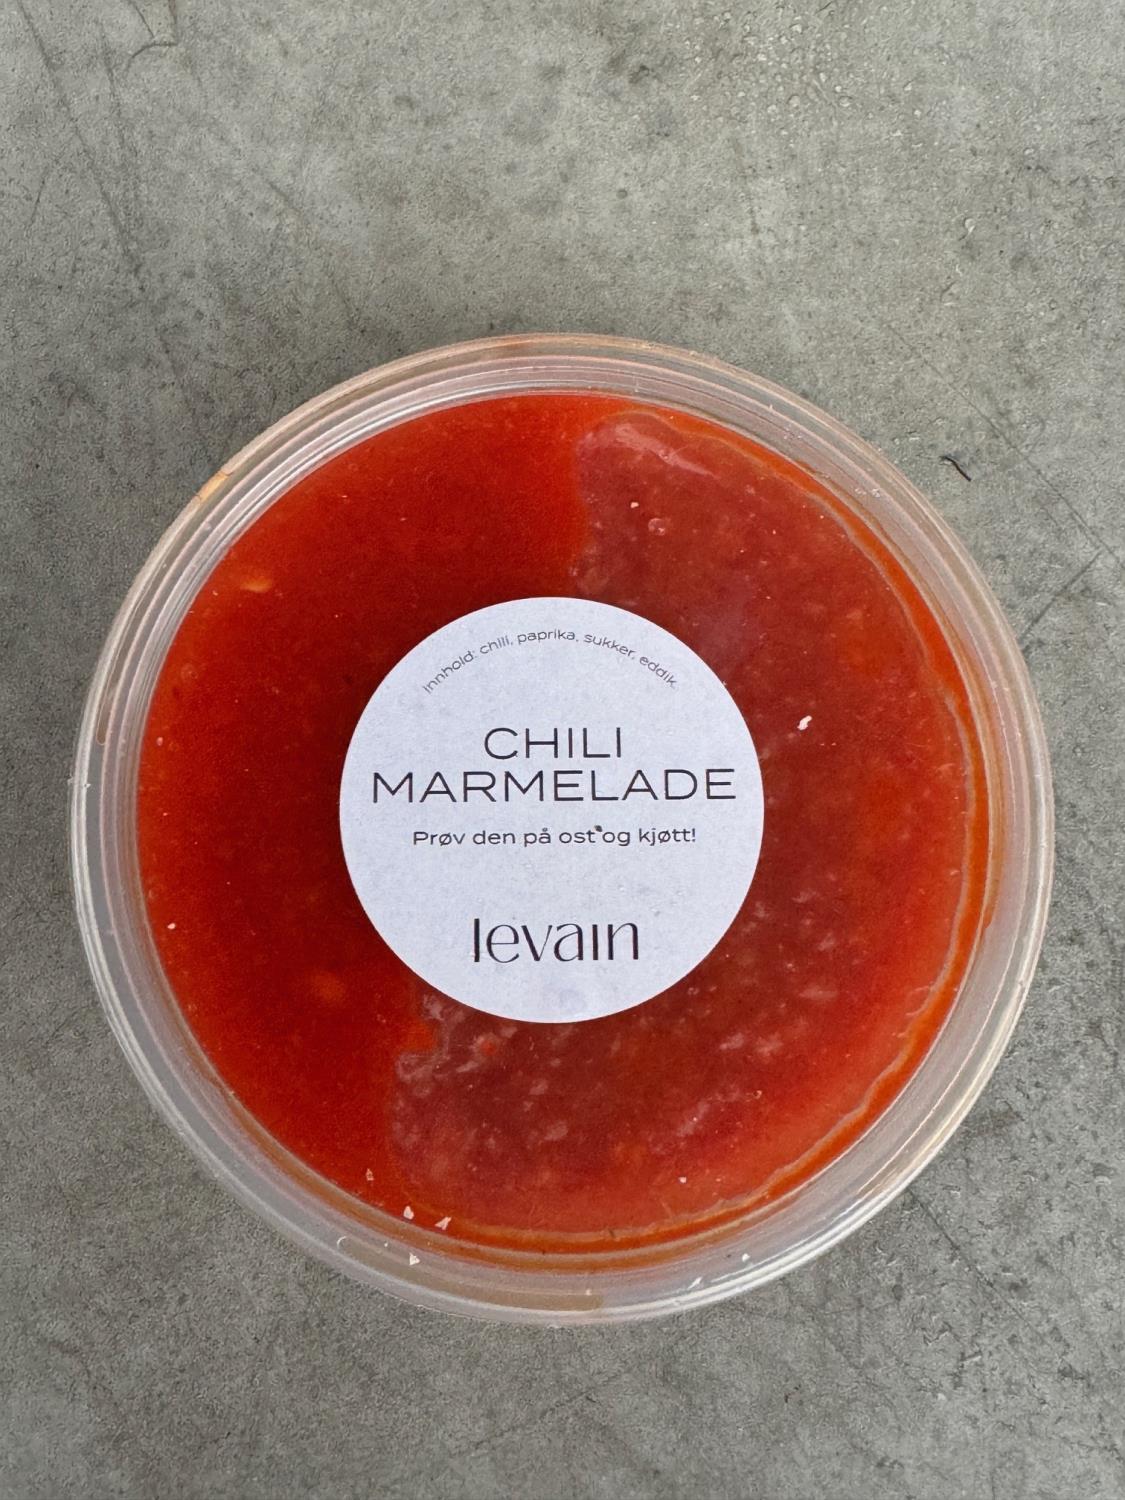 Innhold: chili, paprika, sukker, eddik.
CHILI
MARMELADE
Prøv den på ost og kjøtt!
levain